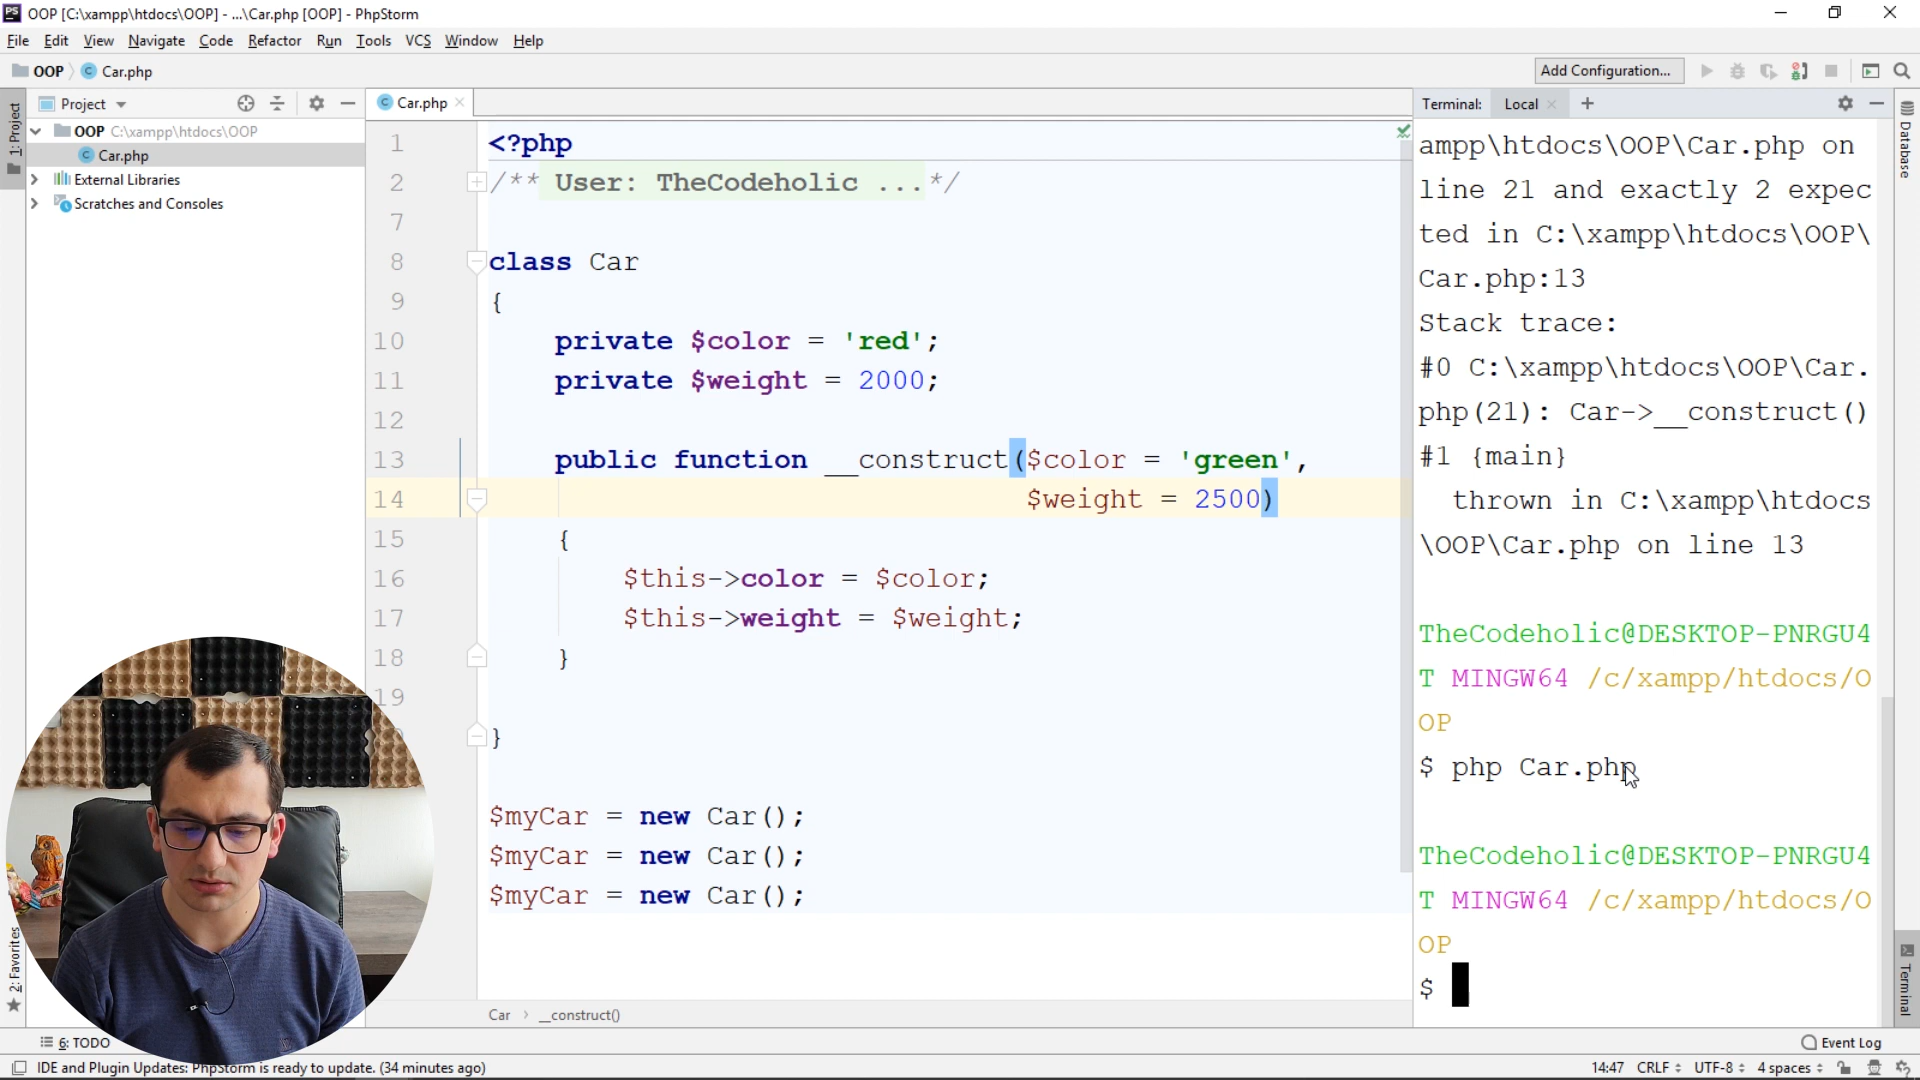 OOP [C:\xampp\htdocs\OOP] - ...\Car.php [OOP] - PhpStorm
File Edit View Navigate Code Refactor Run Tools VCS Window Help
OOP Car.php Add Configuration...
1: Project
Project
OOP C:\xampp\htdocs\OOP
Car.php
External Libraries
Scratches and Consoles
2: Favorites
Car.php
1 <?php
2 /** User: TheCodeholic ...*/
7
8 class Car
9 {
10 private $color = 'red';
11 private $weight = 2000;
12
13 public function __construct($color = 'green',
14 $weight = 2500)
15 {
16 $this->color = $color;
17 $this->weight = $weight;
18 }
19
}
$myCar = new Car();
$myCar = new Car();
$myCar = new Car();
Car __construct()
Terminal: Local
ampp\htdocs\OOP\Car.php on
line 21 and exactly 2 expec
ted in C:\xampp\htdocs\OOP\
Car.php:13
Stack trace:
#0 C:\xampp\htdocs\OOP\Car.
php(21): Car->__construct()
#1 {main}
thrown in C:\xampp\htdocs
\OOP\Car.php on line 13
TheCodeholic@DESKTOP-PNRGU4
T MINGW64 /c/xampp/htdocs/O
OP
$ php Car.php
TheCodeholic@DESKTOP-PNRGU4
T MINGW64 /c/xampp/htdocs/O
OP
$
Database
Terminal
6: TODO Event Log
IDE and Plugin Updates: PhpStorm is ready to update. (34 minutes ago) 14:47 CRLF UTF-8 4 spaces